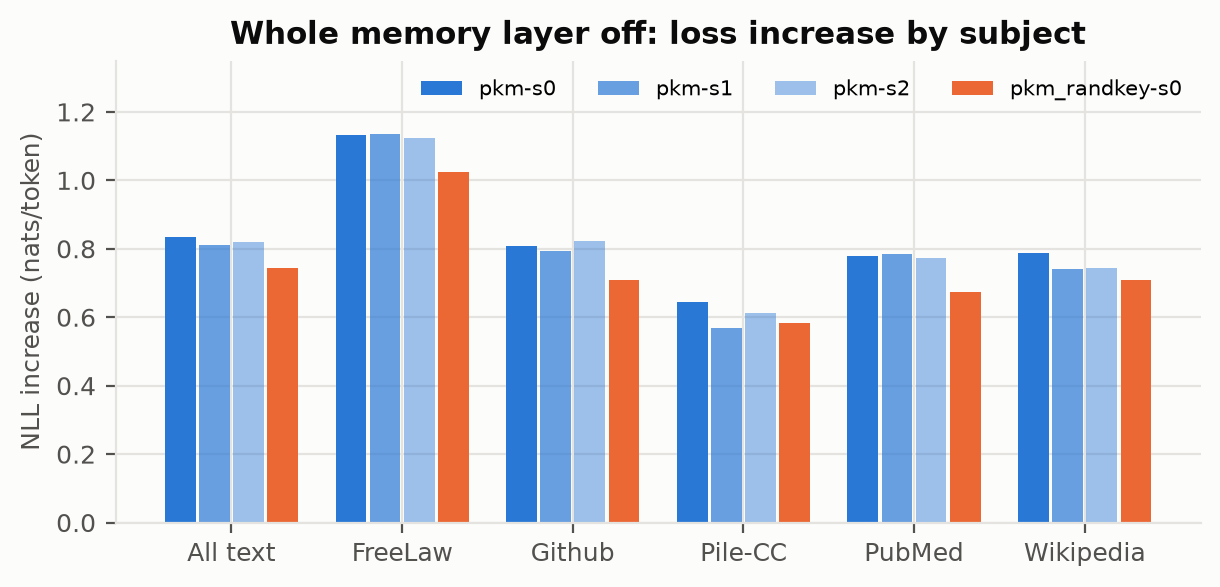 Whole memory layer off: loss increase by subject
pkm-s0 pkm-s1 pkm-s2 pkm_randkey-s0
NLL increase (nats/token)
1.2
1.0
0.8
0.6
0.4
0.2
0.0
All text FreeLaw Github Pile-CC PubMed Wikipedia